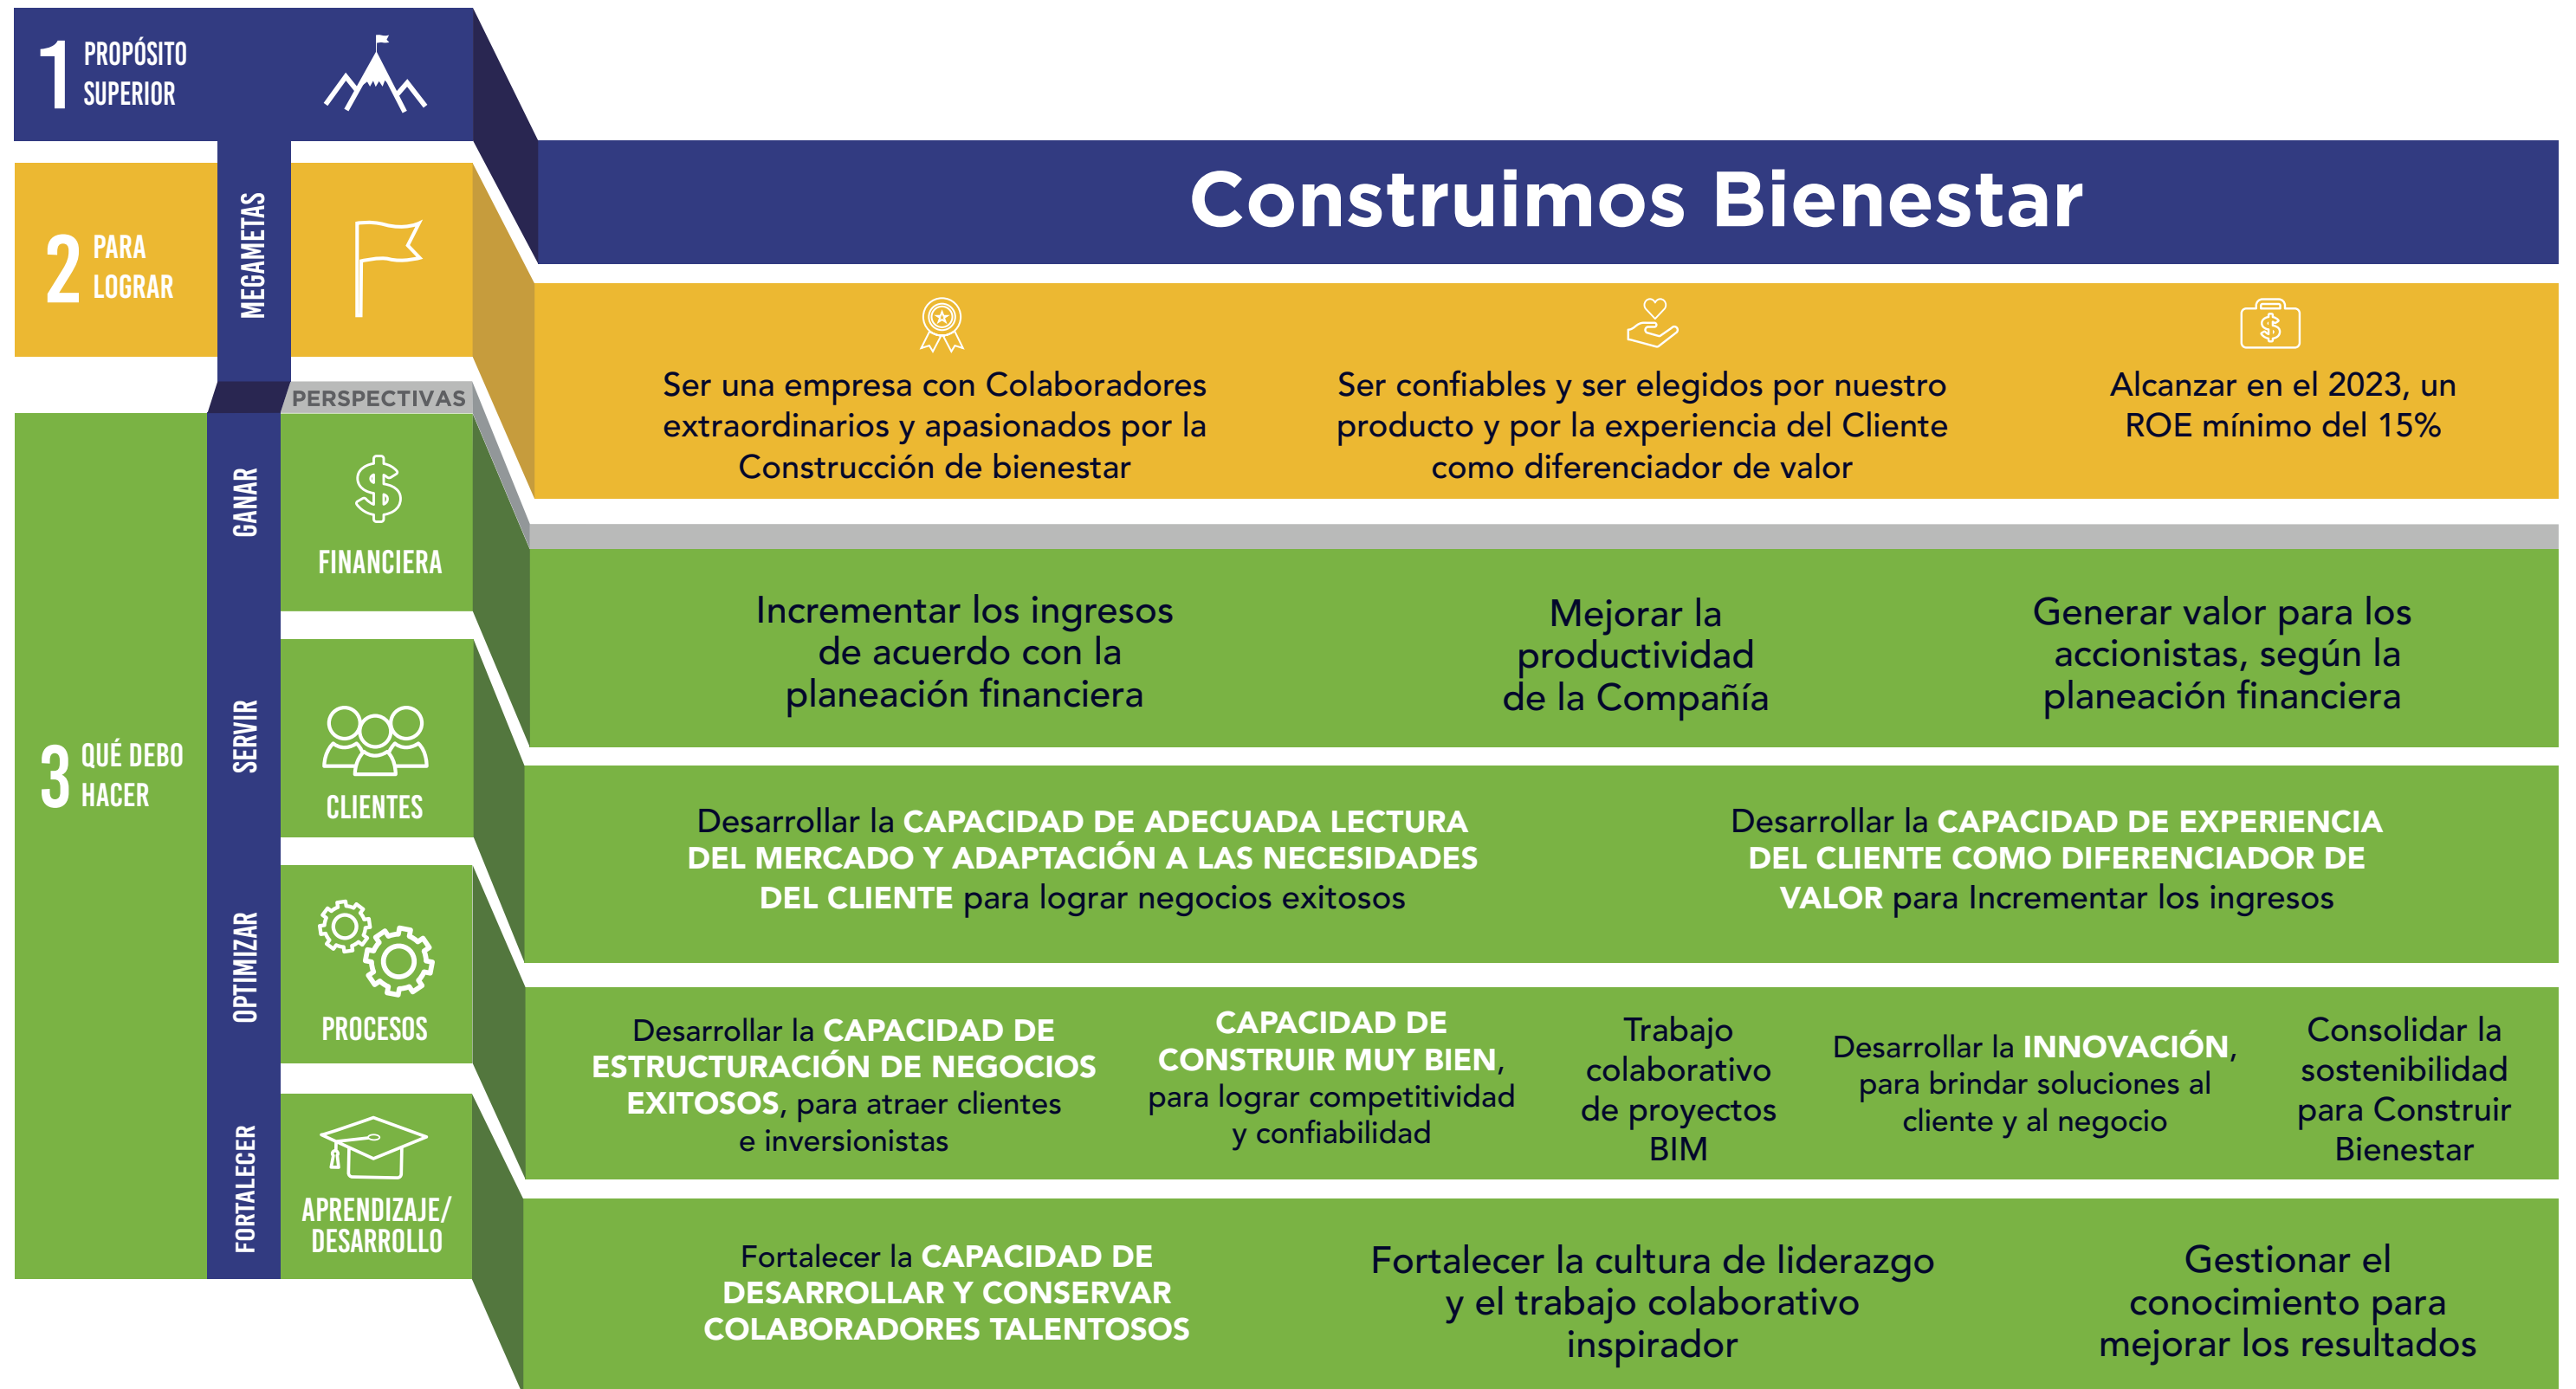 1 PROPÓSITO
SUPERIOR
Construimos Bienestar
MEGAMETAS
2 PARA
LOGRAR
Ser una empresa con Colaboradores
extraordinarios y apasionados por la
Construcción de bienestar
Ser confiables y ser elegidos por nuestro
producto y por la experiencia del Cliente
como diferenciador de valor
Alcanzar en el 2023, un
ROE mínimo del 15%
PERSPECTIVAS
3 QUÉ DEBO
HACER
GANAR
FINANCIERA
Incrementar los ingresos
de acuerdo con la
planeación financiera
Mejorar la
productividad
de la Compañía
Generar valor para los
accionistas, según la
planeación financiera
SERVIR
CLIENTES
Desarrollar la CAPACIDAD DE ADECUADA LECTURA
DEL MERCADO Y ADAPTACIÓN A LAS NECESIDADES
DEL CLIENTE para lograr negocios exitosos
Desarrollar la CAPACIDAD DE EXPERIENCIA
DEL CLIENTE COMO DIFERENCIADOR DE
VALOR para Incrementar los ingresos
OPTIMIZAR
PROCESOS
Desarrollar la CAPACIDAD DE
ESTRUCTURACIÓN DE NEGOCIOS
EXITOSOS, para atraer clientes
e inversionistas
CAPACIDAD DE
CONSTRUIR MUY BIEN,
para lograr competitividad
y confiabilidad
Trabajo
colaborativo
de proyectos
BIM
Desarrollar la INNOVACIÓN,
para brindar soluciones al
cliente y al negocio
Consolidar la
sostenibilidad
para Construir
Bienestar
FORTALECER
APRENDIZAJE/
DESARROLLO
Fortalecer la CAPACIDAD DE
DESARROLLAR Y CONSERVAR
COLABORADORES TALENTOSOS
Fortalecer la cultura de liderazgo
y el trabajo colaborativo
inspirador
Gestionar el
conocimiento para
mejorar los resultados